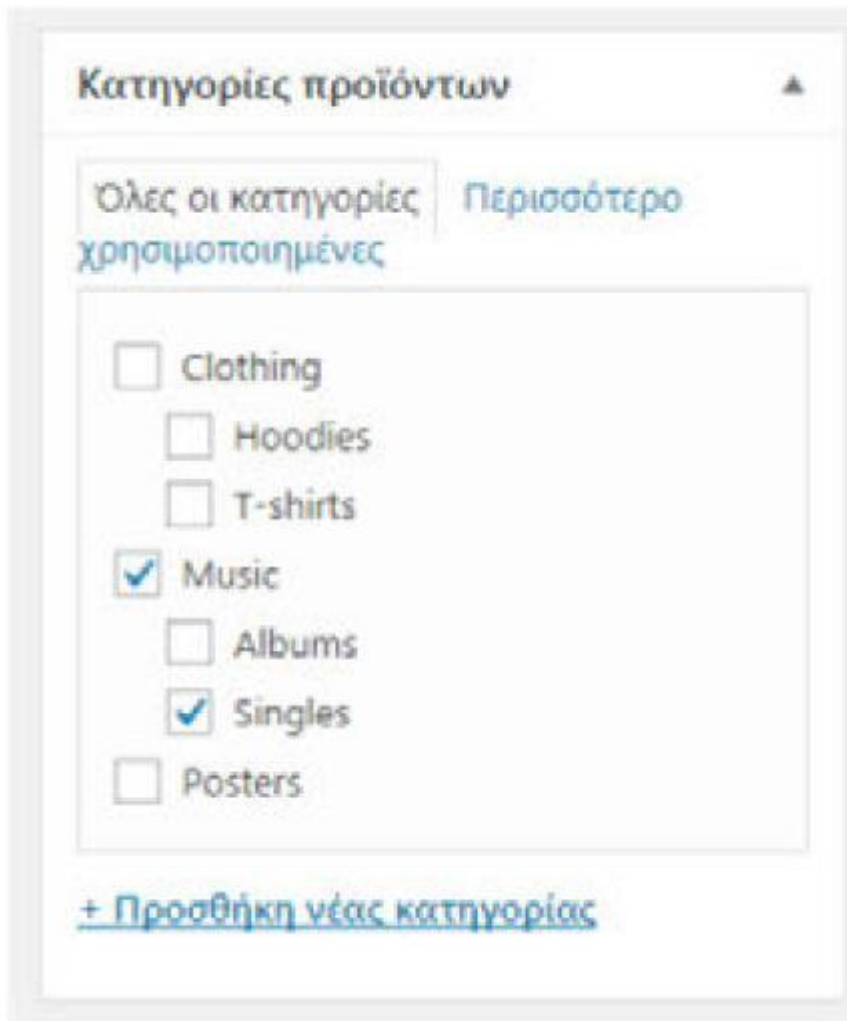 Κατηγορίες προϊόντων
Όλες οι κατηγορίες Περισσότερο
χρησιμοποιημένες
Clothing
Hoodies
T-shirts
Music
Albums
Singles
Posters
+ Προσθήκη νέας κατηγορίας